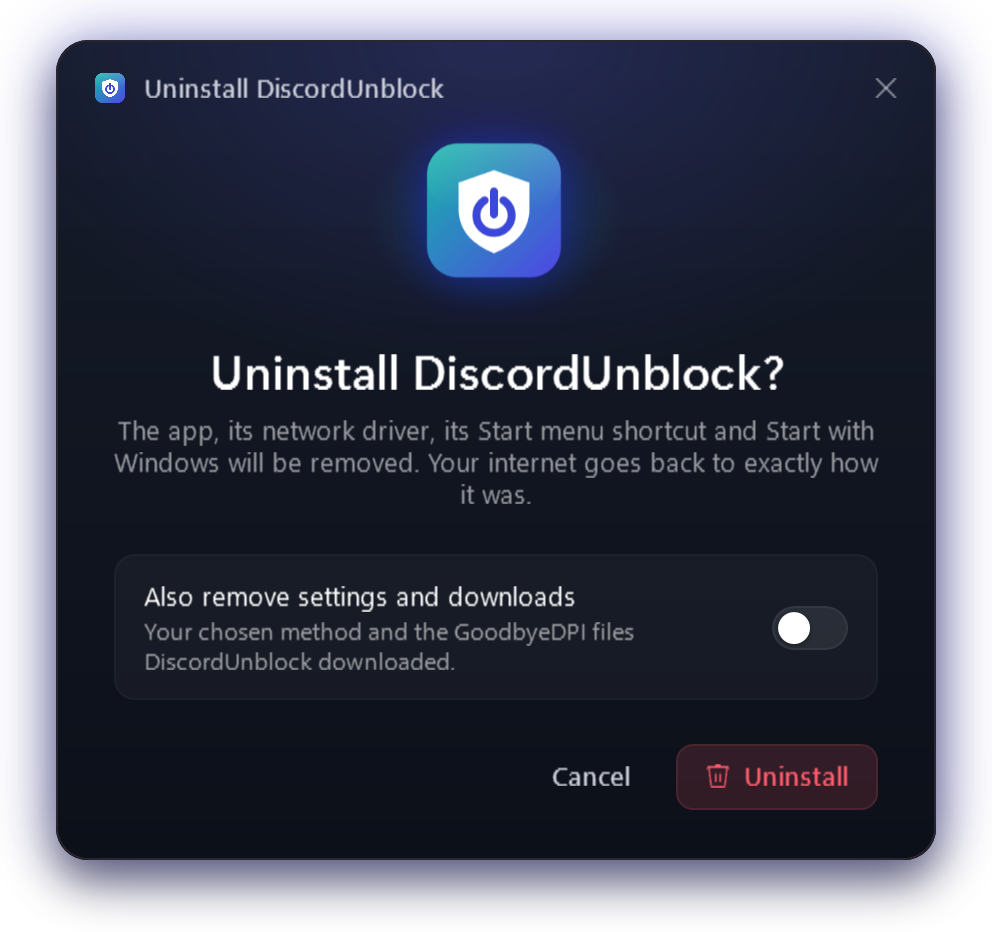 Uninstall DiscordUnblock
Uninstall DiscordUnblock?
The app, its network driver, its Start menu shortcut and Start with
Windows will be removed. Your internet goes back to exactly how
it was.
Also remove settings and downloads
Your chosen method and the GoodbyeDPI files
DiscordUnblock downloaded.
Cancel
Uninstall